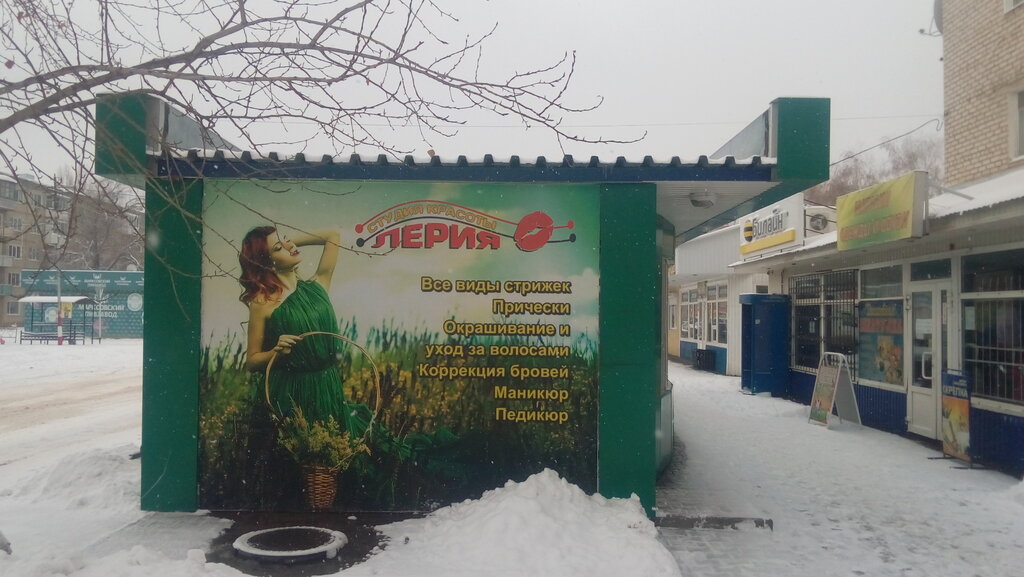 СТУДИЯ КРАСОТЫ
ЛЕРИЯ
Все виды стрижек
Прически
Окрашивание и
уход за волосами
Коррекция бровей
Маникюр
Педикюр
Билайн